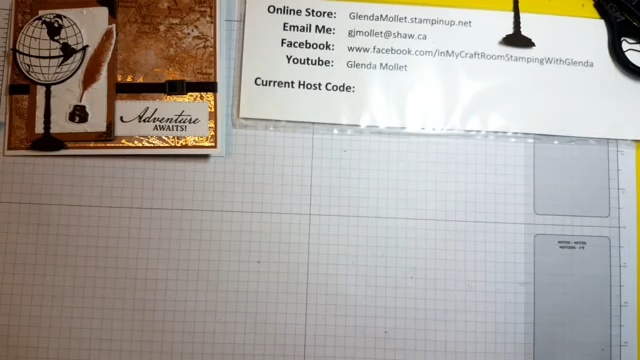 Online Store: GlendaMollet.stampinup.net
Email Me: gjmollet@shaw.ca
Facebook: www.facebook.com/InMyCraftRoomStampingWithGlenda
Youtube: Glenda Mollet
Current Host Code:
Adventure
AWAITS!